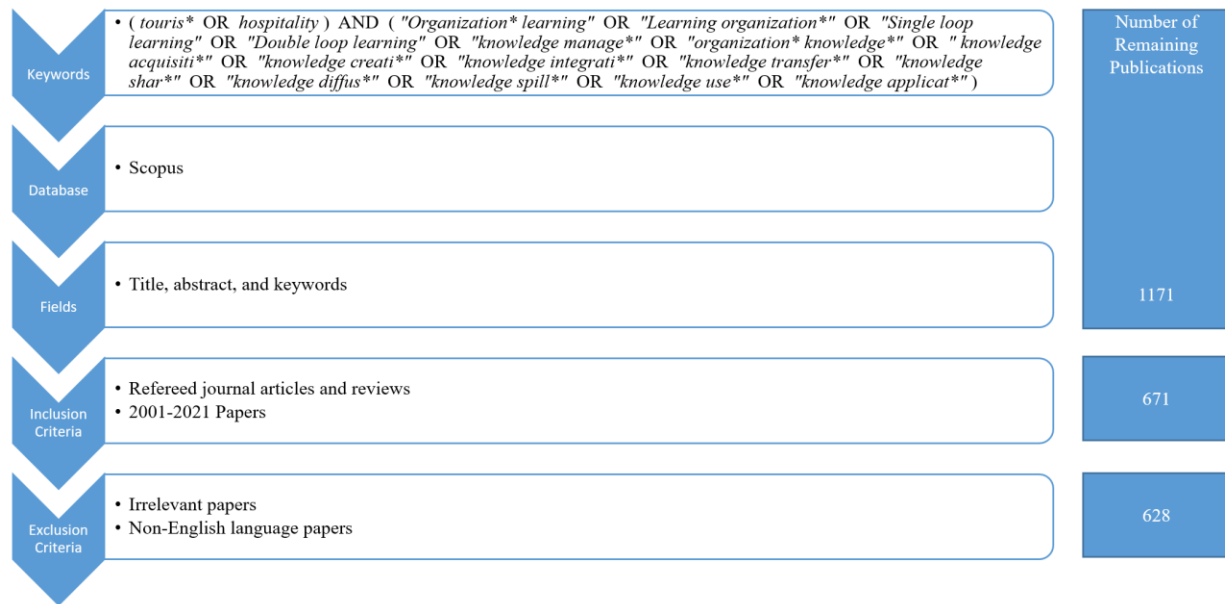 Keywords
• ( touris* OR hospitality ) AND ( "Organization* learning" OR "Learning organization*" OR "Single loop
learning" OR "Double loop learning" OR "knowledge manage*" OR "organization* knowledge*" OR " knowledge
acquisiti*" OR "knowledge creati*" OR "knowledge integrati*" OR "knowledge transfer*" OR "knowledge
shar*" OR "knowledge diffus*" OR "knowledge spill*" OR "knowledge use*" OR "knowledge applicat*" )
Number of
Remaining
Publications
Database
• Scopus
Fields
• Title, abstract, and keywords
1171
Inclusion
Criteria
• Refereed journal articles and reviews
• 2001-2021 Papers
671
Exclusion
Criteria
• Irrelevant papers
• Non-English language papers
628